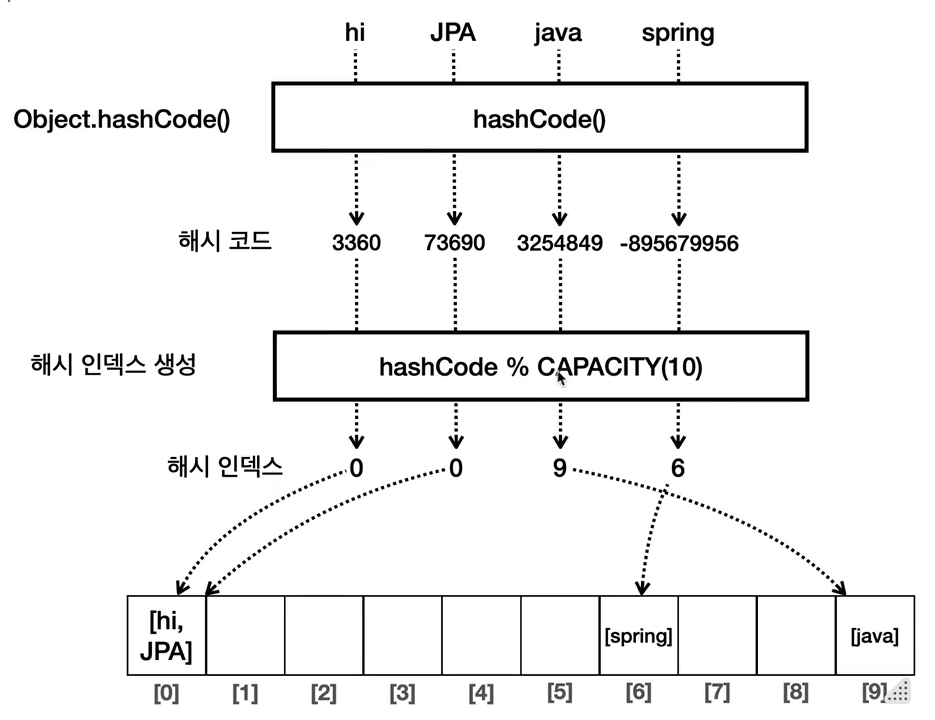 hi JPA java spring
Object.hashCode() hashCode()
해시 코드 3360 73690 3254849 -895679956
해시 인덱스 생성 hashCode % CAPACITY(10)
해시 인덱스 0 0 9 6
[hi,
JPA] [spring] [java]
[0] [1] [2] [3] [4] [5] [6] [7] [8] [9]